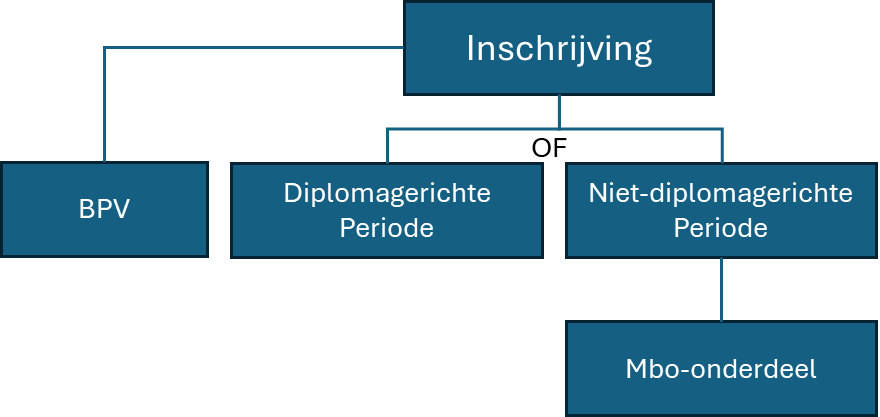 Inschrijving
OF
BPV
Diplomagerichte
Periode
Niet-diplomagerichte
Periode
Mbo-onderdeel